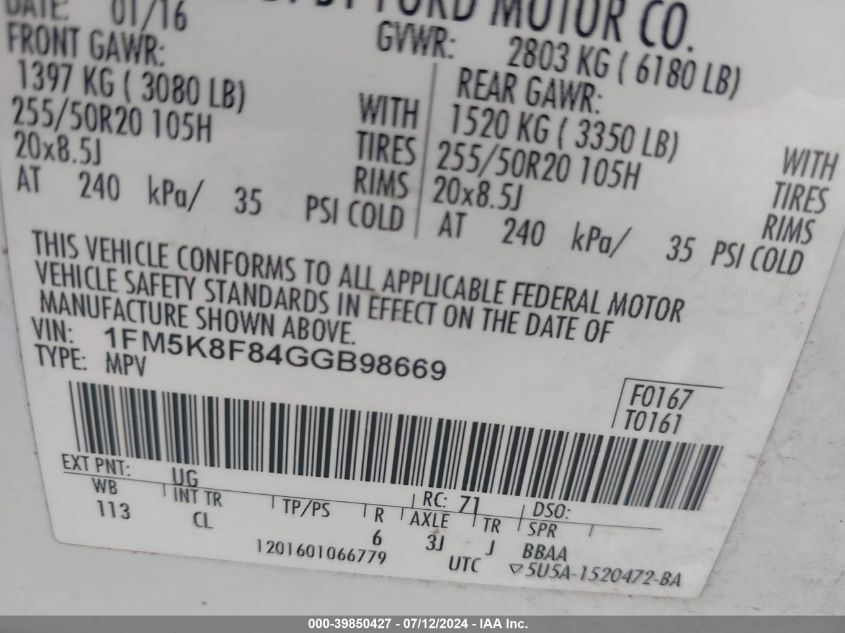 DATE: 01/16
BY FORD MOTOR CO.
FRONT GAWR: GVWR: 2803 KG ( 6180 LB)
1397 KG ( 3080 LB) REAR GAWR:
255/50R20 105H WITH 1520 KG ( 3350 LB)
20x8.5J TIRES 255/50R20 105H WITH
AT 240 kPa/ 35 RIMS 20x8.5J TIRES
PSI COLD AT 240 kPa/ 35 RIMS
PSI COLD
THIS VEHICLE CONFORMS TO ALL APPLICABLE FEDERAL MOTOR
VEHICLE SAFETY STANDARDS IN EFFECT ON THE DATE OF
MANUFACTURE SHOWN ABOVE.
VIN: 1FM5K8F84GGB98669
TYPE: MPV
F0167
T0161
EXT PNT: UG RC: 71 DSO:
WB INT TR TP/PS R AXLE TR SPR
113 CL 6 3J J BBAA
1201601066779 UTC ▽5U5A-1520472-BA
000-39850427 - 07/12/2024 - IAA Inc.